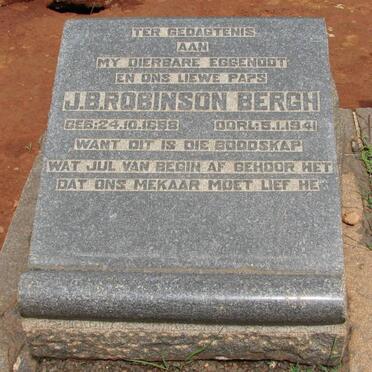 TER GEDAGTENIS
AAN
MY DIERBARE EGGENOOT
EN ONS LIEWE PAPS
J.B.ROBINSON BERGH
GEB:24.10.1888 OORL:5.1.1941
WANT DIT IS DIE BOODSKAP
WAT JUL VAN BEGIN AF GEHOOR HET
DAT ONS MEKAAR MOET LIEF HE